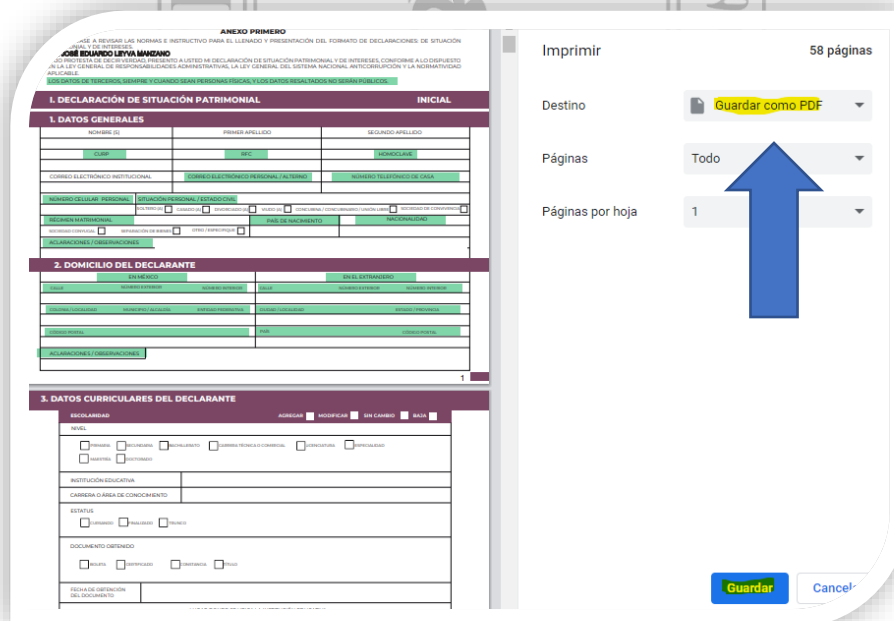 ANEXO PRIMERO
ASE A REVISAR LAS NORMAS E INSTRUCTIVO PARA EL LLENADO Y PRESENTACIÓN DEL FORMATO DE DECLARACIONES: DE SITUACIÓN
ONIAL Y DE INTERESES.
JOSÉ EDUARDO LEYVA MANZANO
O PROTESTA DE DECIR VERDAD, PRESENTO A USTED MI DECLARACIÓN DE SITUACIÓN PATRIMONIAL Y DE INTERESES, CONFORME A LO DISPUESTO
EN LA LEY GENERAL DE RESPONSABILIDADES ADMINISTRATIVAS, LA LEY GENERAL DEL SISTEMA NACIONAL ANTICORRUPCIÓN Y LA NORMATIVIDAD
APLICABLE.
LOS DATOS DE TERCEROS, SIEMPRE Y CUANDO SEAN PERSONAS FÍSICAS, Y LOS DATOS RESALTADOS NO SERÁN PÚBLICOS.
I. DECLARACIÓN DE SITUACIÓN PATRIMONIAL INICIAL
1. DATOS GENERALES
NOMBRE (S) PRIMER APELLIDO SEGUNDO APELLIDO
CURP RFC HOMOCLAVE
CORREO ELECTRÓNICO INSTITUCIONAL CORREO ELECTRÓNICO PERSONAL / ALTERNO NÚMERO TELEFÓNICO DE CASA
NÚMERO CELULAR PERSONAL SITUACIÓN PERSONAL / ESTADO CIVIL
SOLTERO (A) CASADO (A) DIVORCIADO (A) VIUDO (A) CONCUBINA / CONCUBINARIO / UNIÓN LIBRE SOCIEDAD DE CONVIVENCIA
RÉGIMEN MATRIMONIAL PAÍS DE NACIMIENTO NACIONALIDAD
SOCIEDAD CONYUGAL SEPARACIÓN DE BIENES OTRO / ESPECIFIQUE
ACLARACIONES / OBSERVACIONES
2. DOMICILIO DEL DECLARANTE
EN MÉXICO EN EL EXTRANJERO
CALLE NÚMERO EXTERIOR NÚMERO INTERIOR CALLE NÚMERO EXTERIOR NÚMERO INTERIOR
COLONIA / LOCALIDAD MUNICIPIO / ALCALDÍA ENTIDAD FEDERATIVA CIUDAD / LOCALIDAD ESTADO / PROVINCIA
CÓDIGO POSTAL PAÍS CÓDIGO POSTAL
ACLARACIONES / OBSERVACIONES
1
3. DATOS CURRICULARES DEL DECLARANTE
ESCOLARIDAD AGREGAR MODIFICAR SIN CAMBIO BAJA
NIVEL
PRIMARIA SECUNDARIA BACHILLERATO CARRERA TÉCNICA O COMERCIAL LICENCIATURA ESPECIALIDAD
MAESTRÍA DOCTORADO
INSTITUCIÓN EDUCATIVA
CARRERA O ÁREA DE CONOCIMIENTO
ESTATUS
CURSANDO FINALIZADO TRUNCO
DOCUMENTO OBTENIDO
BOLETA CERTIFICADO CONSTANCIA TÍTULO
FECHA DE OBTENCIÓN
DEL DOCUMENTO
Imprimir 58 páginas
Destino Guardar como PDF
Páginas Todo
Páginas por hoja 1
Guardar Cancela